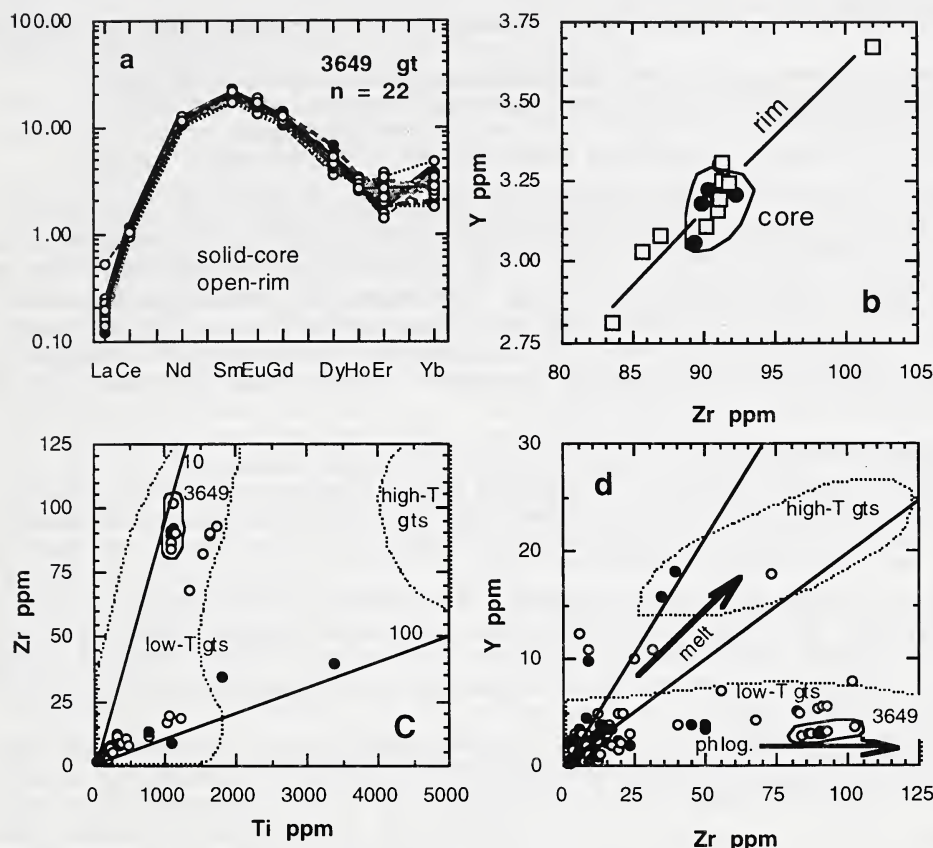 100.00
10.00
1.00
0.10
a
3649 gt
n = 22
solid-core
open-rim
La Ce Nd Sm Eu Gd Dy Ho Er Yb
3.75
3.50
3.25
3.00
2.75
Y ppm
rim
core
b
80 85 90 95 100 105
Zr ppm
125
100
75
50
25
0
Zr ppm
10
3649
high-T
gts
low-T gts
100
C
0 1000 2000 3000 4000 5000
Ti ppm
30
20
10
0
Y ppm
d
high-T gts
melt
low-T gts
3649
phlog.
0 25 50 75 100 125
Zr ppm